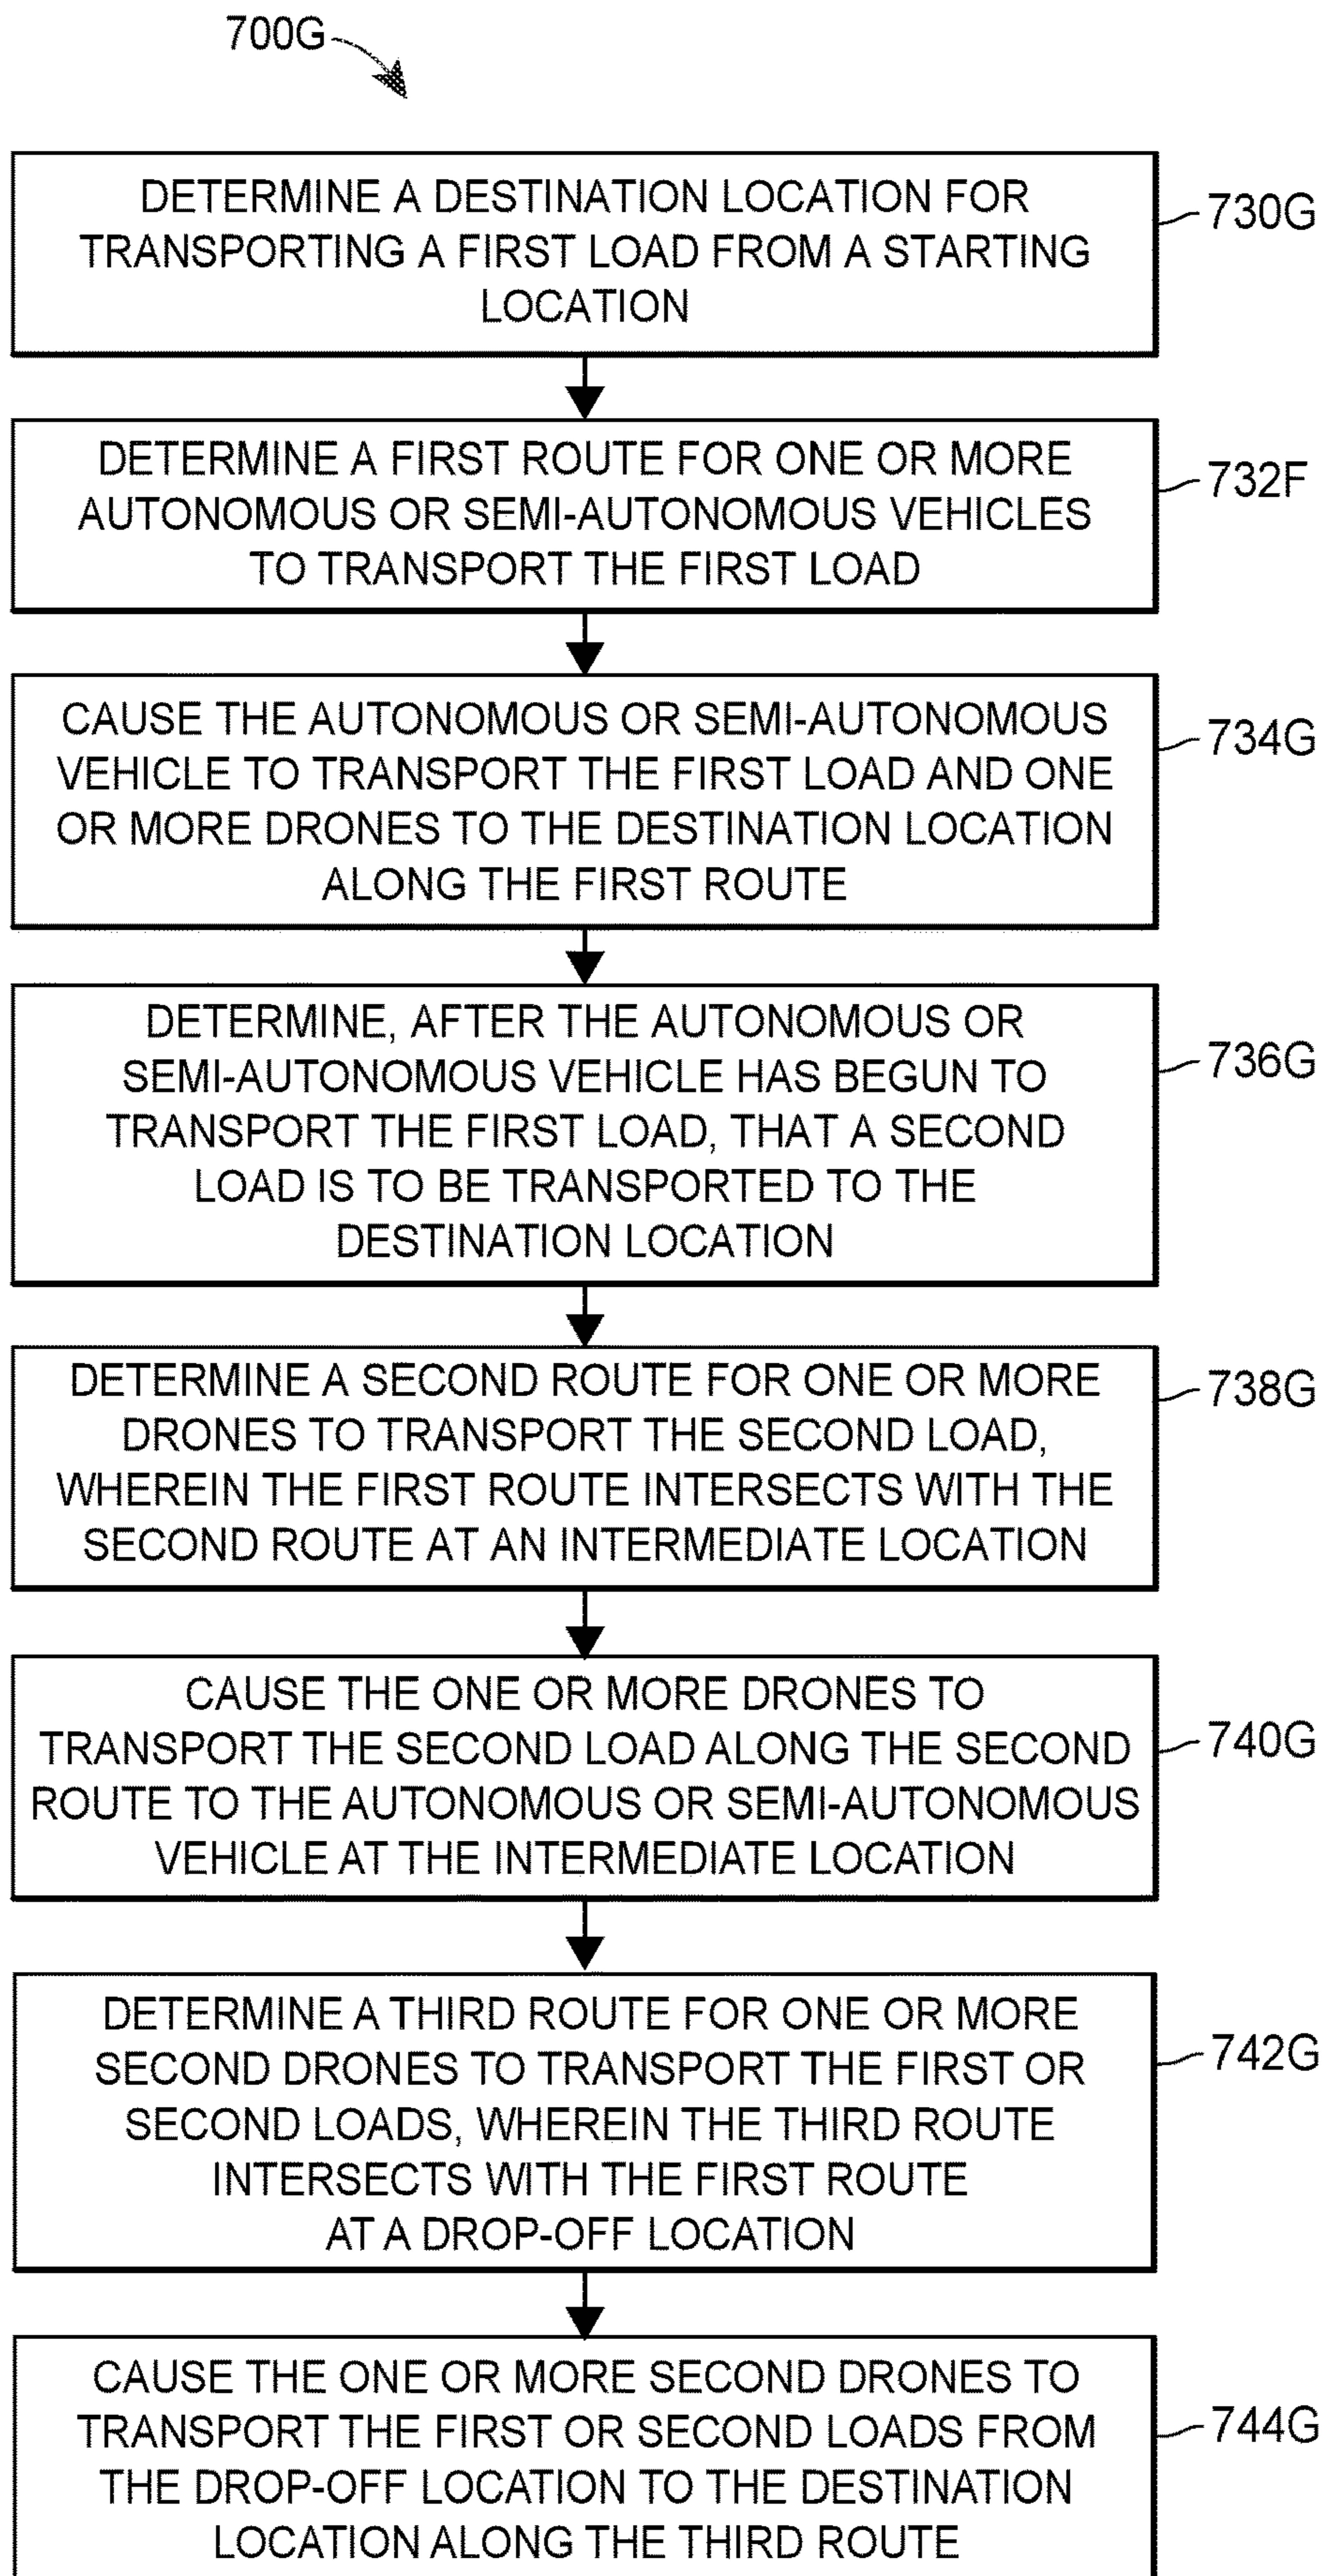 700G
DETERMINE A DESTINATION LOCATION FOR
TRANSPORTING A FIRST LOAD FROM A STARTING
LOCATION
730G
DETERMINE A FIRST ROUTE FOR ONE OR MORE
AUTONOMOUS OR SEMI-AUTONOMOUS VEHICLES
TO TRANSPORT THE FIRST LOAD
732F
CAUSE THE AUTONOMOUS OR SEMI-AUTONOMOUS
VEHICLE TO TRANSPORT THE FIRST LOAD AND ONE
OR MORE DRONES TO THE DESTINATION LOCATION
ALONG THE FIRST ROUTE
734G
DETERMINE, AFTER THE AUTONOMOUS OR
SEMI-AUTONOMOUS VEHICLE HAS BEGUN TO
TRANSPORT THE FIRST LOAD, THAT A SECOND
LOAD IS TO BE TRANSPORTED TO THE
DESTINATION LOCATION
736G
DETERMINE A SECOND ROUTE FOR ONE OR MORE
DRONES TO TRANSPORT THE SECOND LOAD,
WHEREIN THE FIRST ROUTE INTERSECTS WITH THE
SECOND ROUTE AT AN INTERMEDIATE LOCATION
738G
CAUSE THE ONE OR MORE DRONES TO
TRANSPORT THE SECOND LOAD ALONG THE SECOND
ROUTE TO THE AUTONOMOUS OR SEMI-AUTONOMOUS
VEHICLE AT THE INTERMEDIATE LOCATION
740G
DETERMINE A THIRD ROUTE FOR ONE OR MORE
SECOND DRONES TO TRANSPORT THE FIRST OR
SECOND LOADS, WHEREIN THE THIRD ROUTE
INTERSECTS WITH THE FIRST ROUTE
AT A DROP-OFF LOCATION
742G
CAUSE THE ONE OR MORE SECOND DRONES TO
TRANSPORT THE FIRST OR SECOND LOADS FROM
THE DROP-OFF LOCATION TO THE DESTINATION
LOCATION ALONG THE THIRD ROUTE
744G